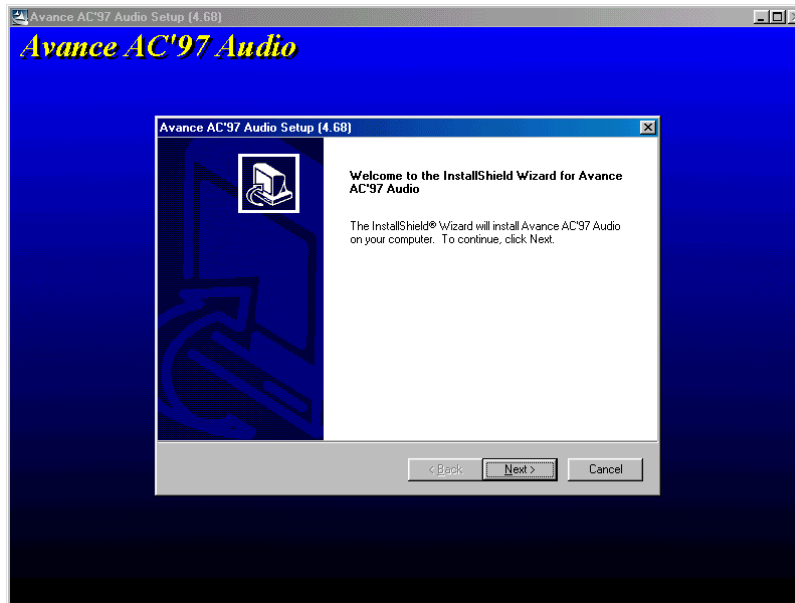 Avance AC'97 Audio Setup (4.68)
Avance AC'97 Audio
Avance AC'97 Audio Setup (4.68)
Welcome to the InstallShield Wizard for Avance
AC'97 Audio
The InstallShield® Wizard will install Avance AC'97 Audio
on your computer. To continue, click Next.
< Back Next > Cancel